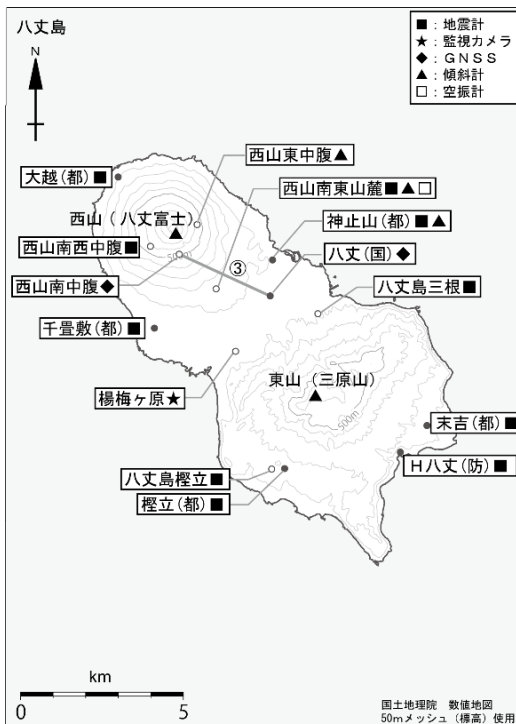 八丈島
N
■：地震計
★：監視カメラ
◆：ＧＮＳＳ
▲：傾斜計
□：空振計
西山東中腹▲
大越(都)■
西山南東山麓■▲□
西山（八丈富士）
神止山(都)■▲
西山南西中腹■
500m
③
八丈(国)◆
西山南中腹◆
八丈島三根■
千畳敷(都)■
東山（三原山）
楊梅ヶ原★
500m
末吉(都)■
Ｈ八丈(防)■
八丈島樫立■
樫立(都)■
km
0 5
国土地理院　数値地図
50mメッシュ（標高）使用